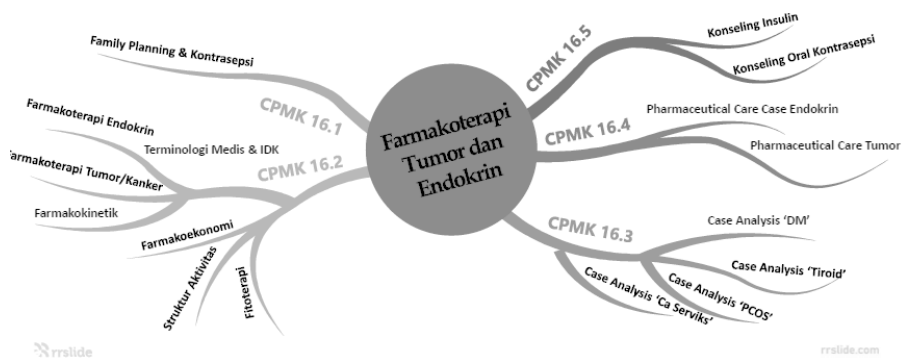 Family Planning & Kontrasepsi
CPMK 16.1
Farmakoterapi Endokrin
Terminologi Medis & IDK
CPMK 16.2
Farmakoterapi Tumor/Kanker
Farmakokinetik
Farmakoekonomi
Struktur Aktivitas
Fitoterapi
Farmakoterapi
Tumor dan
Endokrin
CPMK 16.5
Konseling Insulin
Konseling Oral Kontrasepsi
CPMK 16.4
Pharmaceutical Care Case Endokrin
Pharmaceutical Care Tumor
CPMK 16.3
Case Analysis ‘DM’
Case Analysis ‘Tiroid’
Case Analysis ‘PCOS’
Case Analysis ‘Ca Serviks’
rrslide
rrslide.com